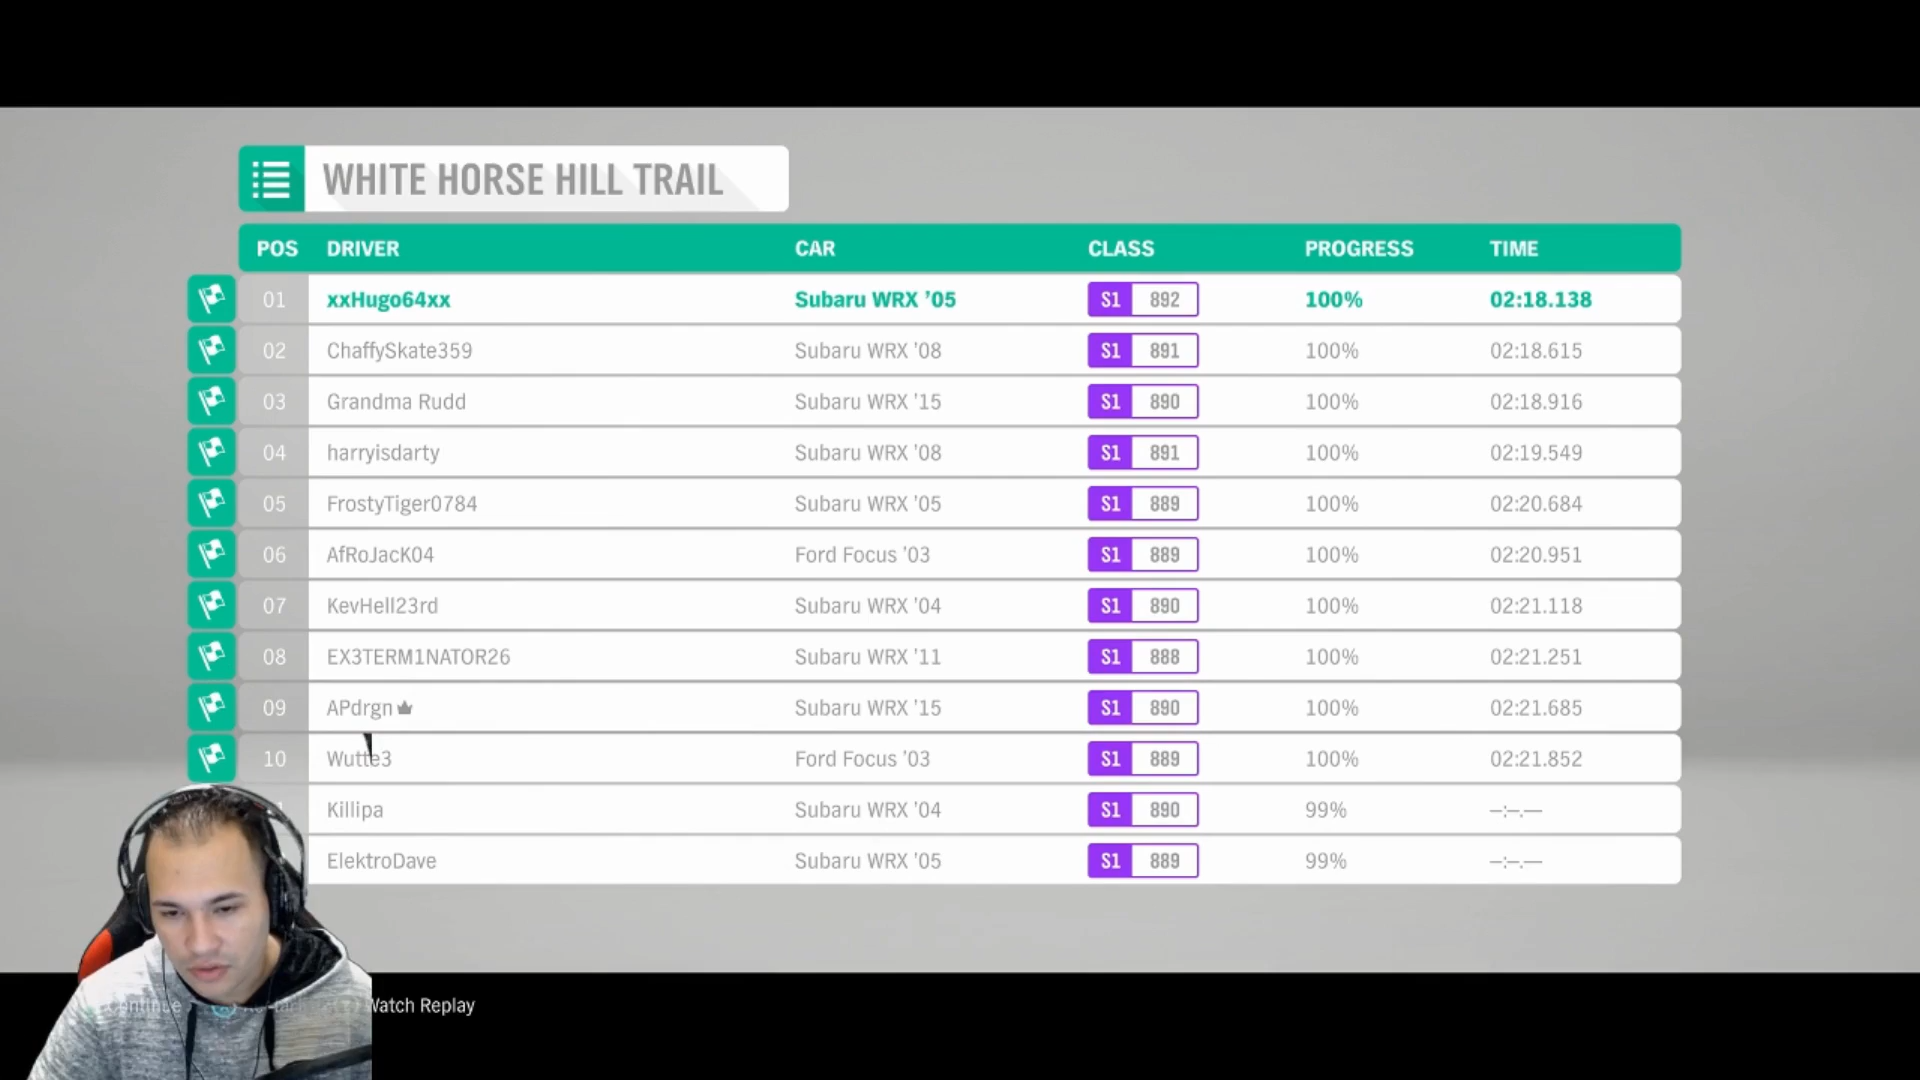 WHITE HORSE HILL TRAIL
POS DRIVER CAR CLASS PROGRESS TIME
01 xxHugo64xx Subaru WRX '05 S1 892 100% 02:18.138
02 ChaffySkate359 Subaru WRX '08 S1 891 100% 02:18.615
03 Grandma Rudd Subaru WRX '15 S1 890 100% 02:18.916
04 harryisdarty Subaru WRX '08 S1 891 100% 02:19.549
05 FrostyTiger0784 Subaru WRX '05 S1 889 100% 02:20.684
06 AfRoJacK04 Ford Focus '03 S1 889 100% 02:20.951
07 KevHell23rd Subaru WRX '04 S1 890 100% 02:21.118
08 EX3TERM1NATOR26 Subaru WRX '11 S1 888 100% 02:21.251
09 APdrgn Subaru WRX '15 S1 890 100% 02:21.685
10 Wutte3 Ford Focus '03 S1 889 100% 02:21.852
Killipa Subaru WRX '04 S1 890 99% --:--.---
ElektroDave Subaru WRX '05 S1 889 99% --:--.---
Continue Watch Replay